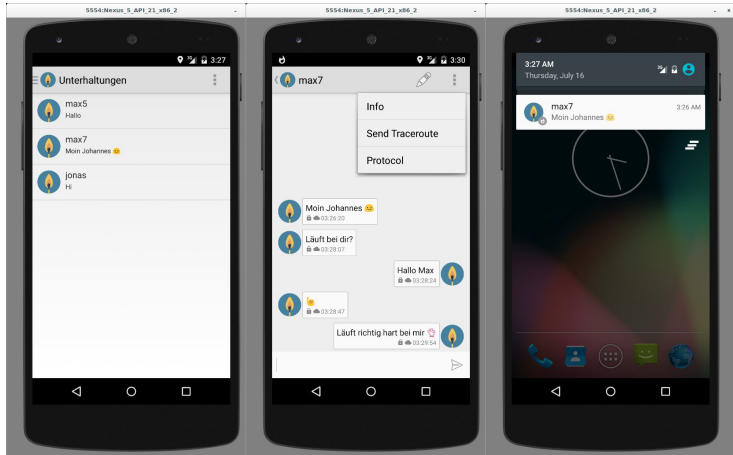 5554:Nexus_5_API_21_x86_2
3:27
Unterhaltungen
max5
Hallo
max7
Moin Johannes 😊
jonas
Hi
5554:Nexus_5_API_21_x86_2
3:30
max7
Info
Send Traceroute
Protocol
Moin Johannes 😊
03:26:20
Läuft bei dir?
03:28:07
Hallo Max
03:28:24
03:28:47
Läuft richtig hart bei mir
03:29:54
5554:Nexus_5_API_21_x86_2
3:27 AM
Thursday, July 16
max7
3:26 AM
Moin Johannes 😊